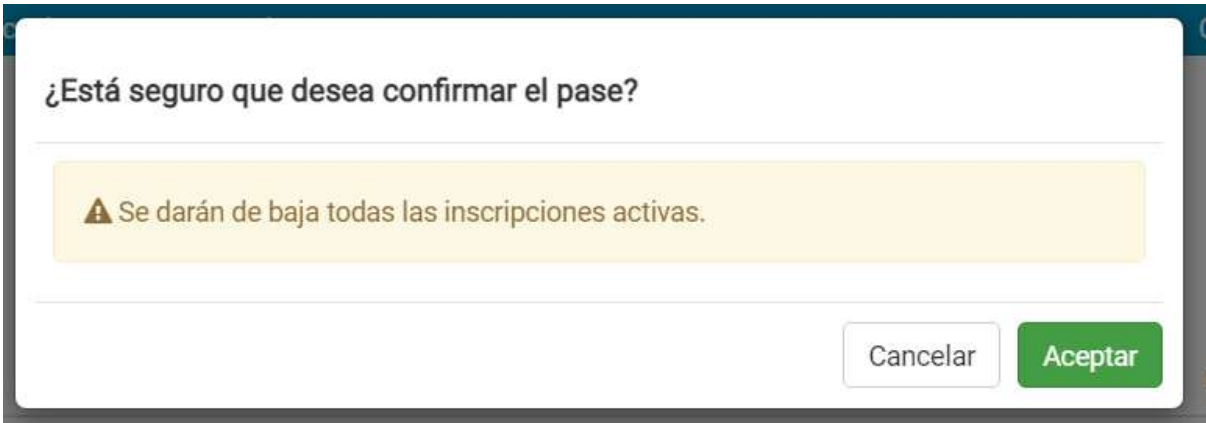 ¿Está seguro que desea confirmar el pase?
Se darán de baja todas las inscripciones activas.
Cancelar
Aceptar